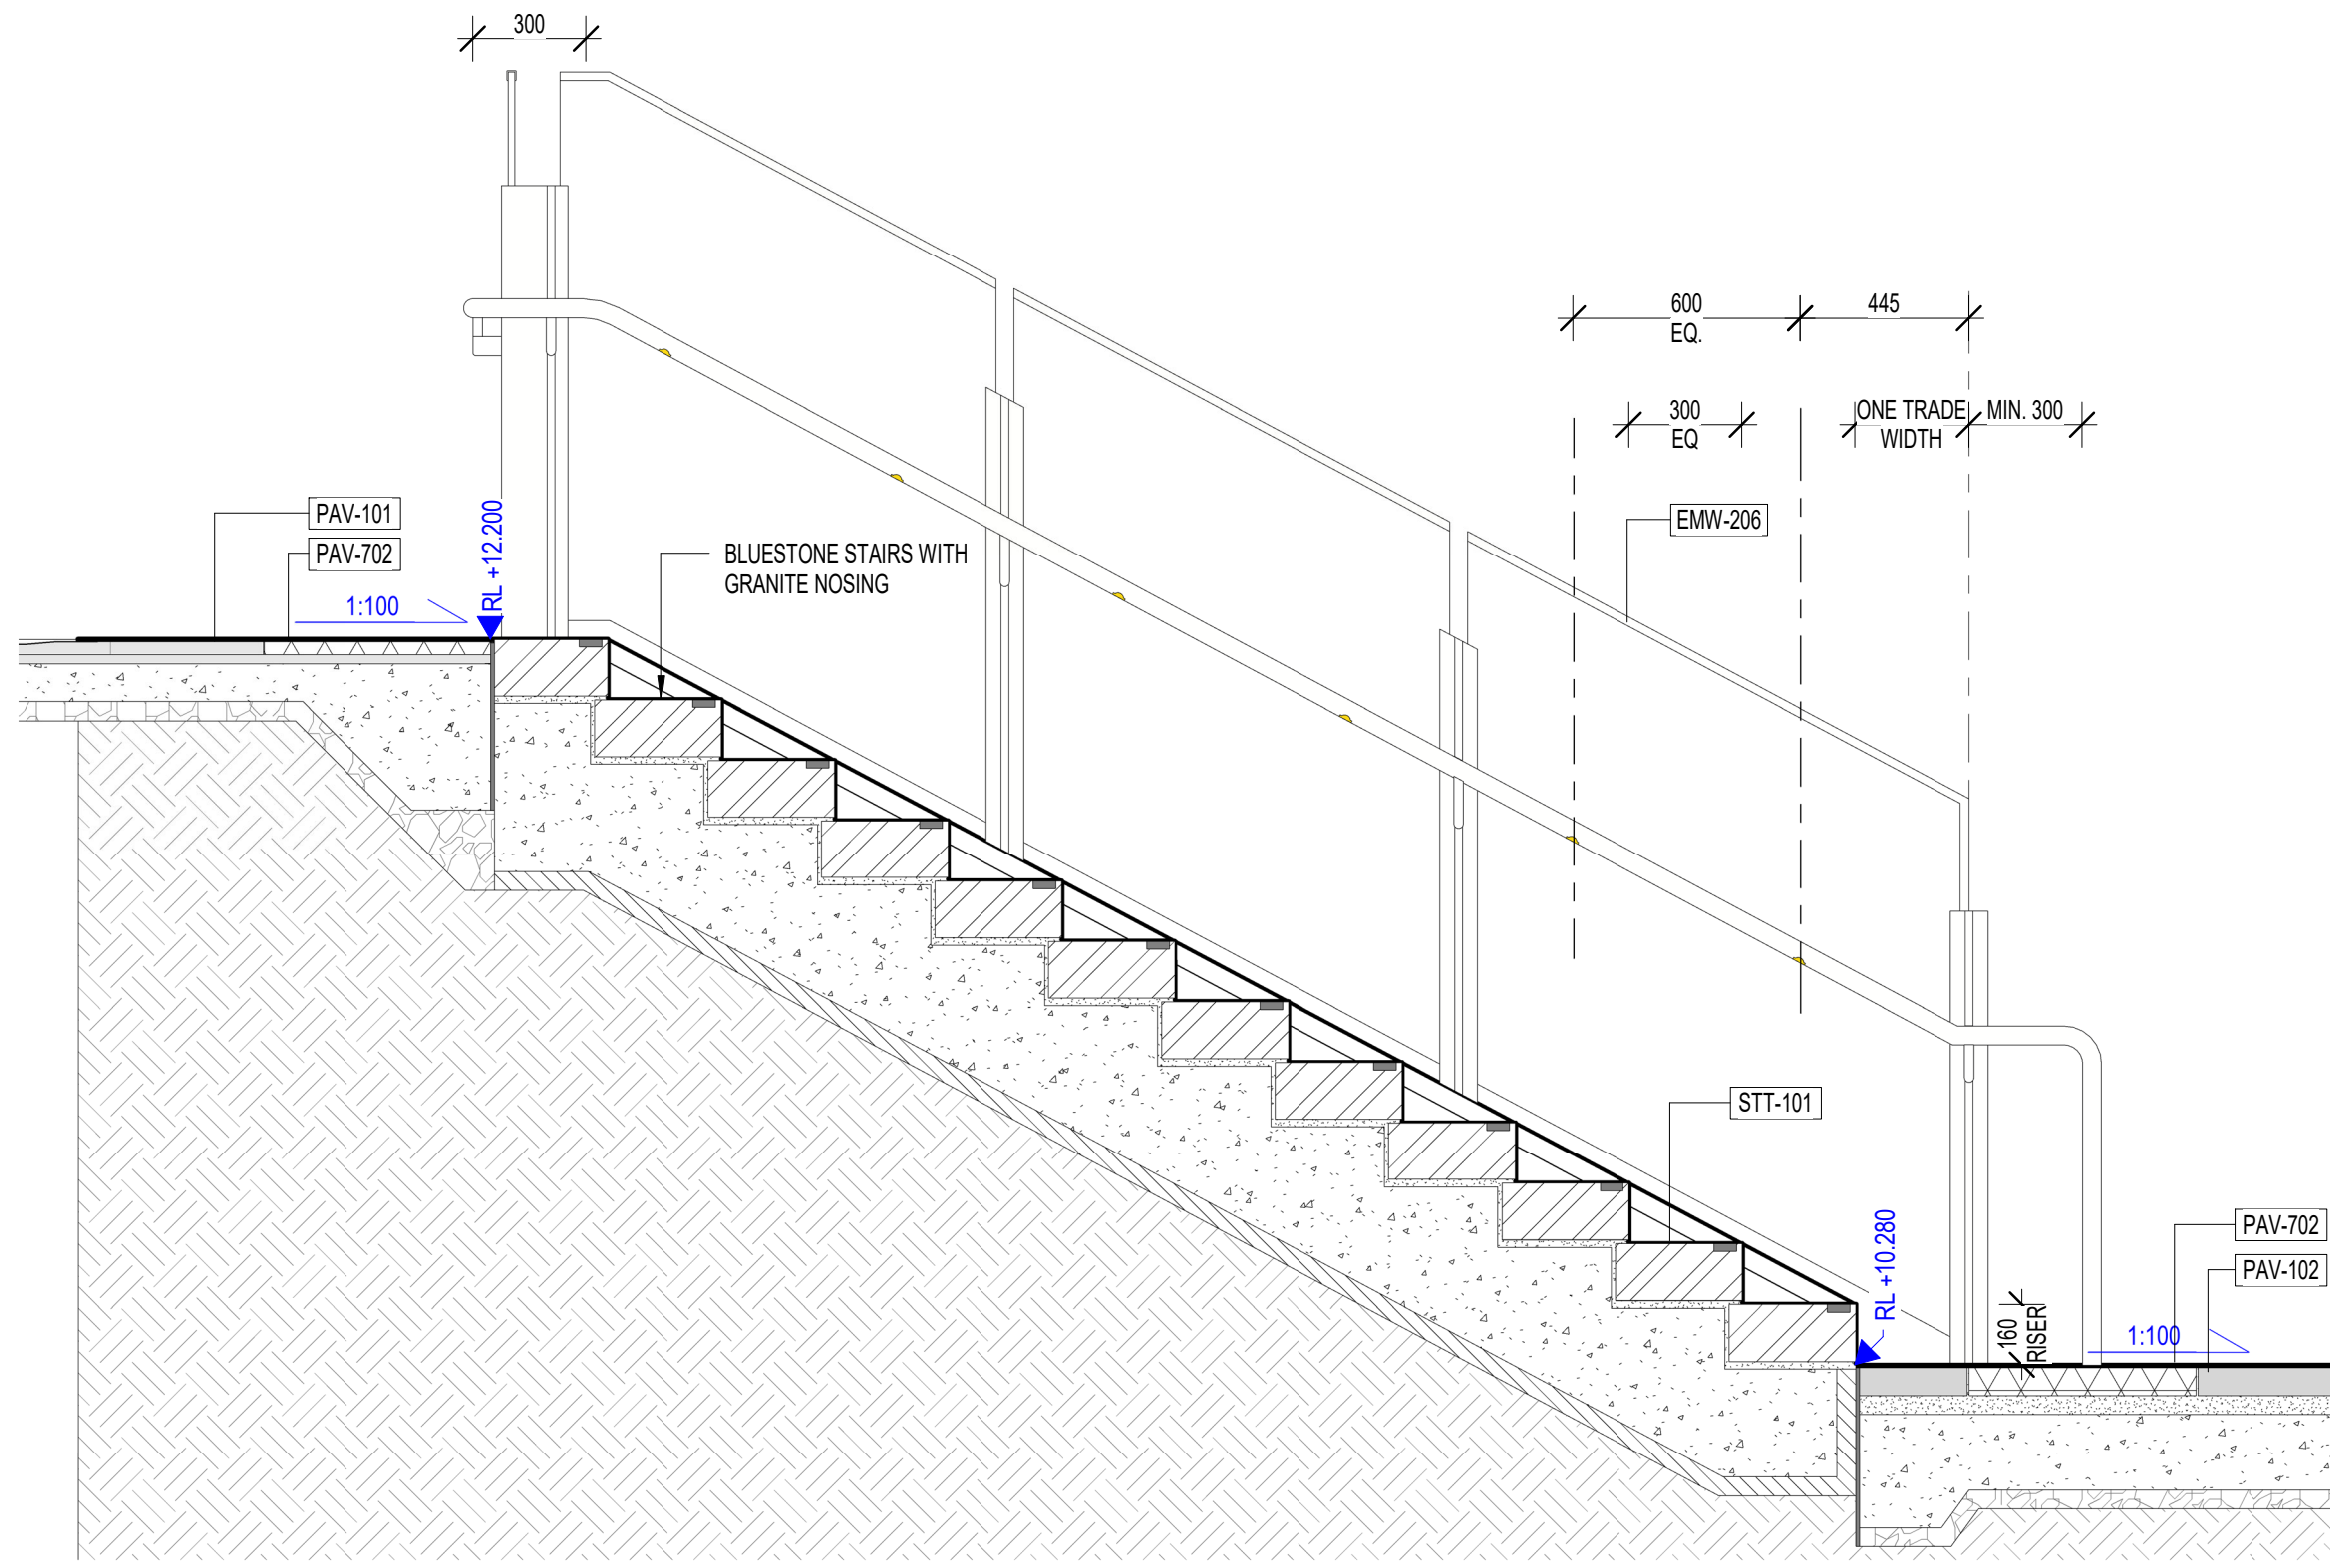 300
600
EQ.
445
300
EQ
ONE TRADE
WIDTH
MIN. 300
PAV-101
PAV-702
1:100
RL +12.200
BLUESTONE STAIRS WITH
GRANITE NOSING
EMW-206
STT-101
RL +10.280
160
RISER
1:100
PAV-702
PAV-102